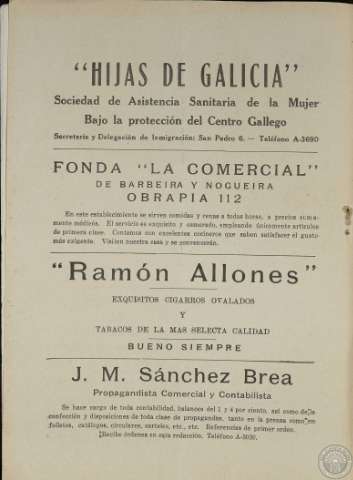 "HIJAS DE GALICIA"
Sociedad de Asistencia Sanitaria de la Mujer
Bajo la protección del Centro Gallego
Secretaría y Delegación de Inmigración: San Pedro 6. — Teléfono A-3690
FONDA "LA COMERCIAL"
DE BARBEIRA Y NOGUEIRA
OBRAPIA 112
En este establecimiento se sirven comidas y cenas a todas horas, a precios suma-
mente módicos. El servicio es exquisito y esmerado, empleando únicamente artículos
de primera clase. Contamos con excelentes cocineros que saben satisfacer el gusto
más exigente. Visiten nuestra casa y se convencerán.
"Ramón Allones"
EXQUISITOS CIGARROS OVALADOS
Y
TABACOS DE LA MAS SELECTA CALIDAD
BUENO SIEMPRE
J. M. Sánchez Brea
Propagandista Comercial y Contabilista
Se hace cargo de toda contabilidad, balances del 1 y 4 por ciento, así como de la
confección y disposiciones de toda clase de propagandas, tanto en la prensa como en
folletos, catálogos, circulares, carteles, etc., etc. Referencias de primer orden.
Recibe órdenes en esta redacción. Teléfono